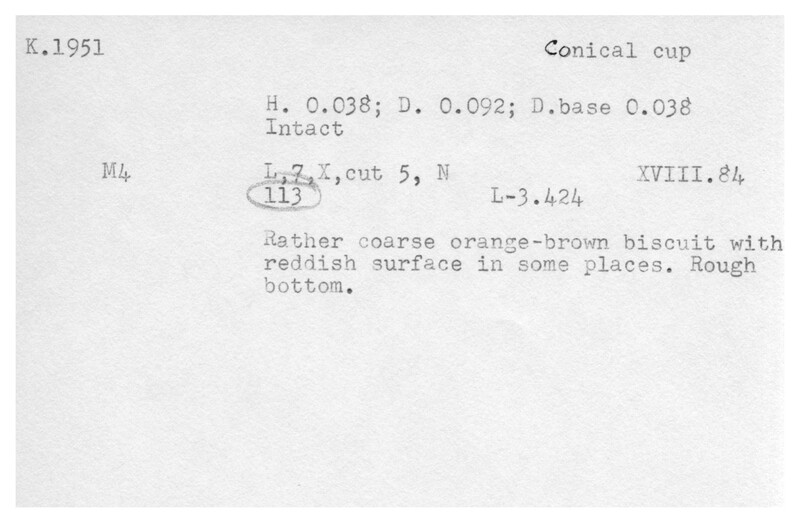 K.1951 Conical cup
H. 0.038; D. 0.092; D.base 0.038
Intact
M4 L,7,X,cut 5, N XVIII.84
113 L-3.424
Rather coarse orange-brown biscuit with
reddish surface in some places. Rough
bottom.